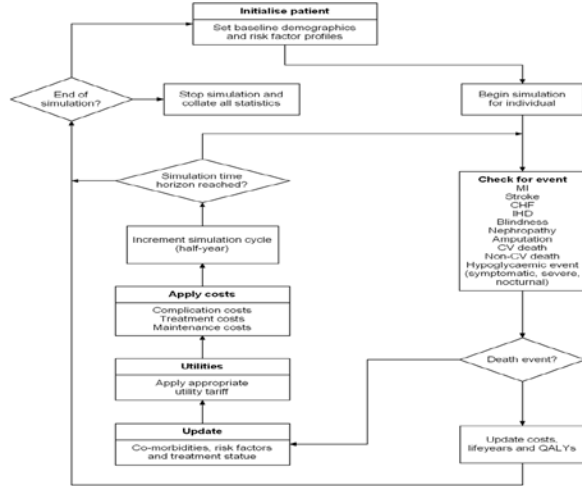 Initialise patient
Set baseline demographics
and risk factor profiles
End of
simulation?
Stop simulation and
collate all statistics
Begin simulation
for individual
Simulation time
horizon reached?
Check for event
MI
Stroke
CHF
IHD
Blindness
Nephropathy
Amputation
CV death
Non-CV death
Hypoglycaemic event
(symptomatic, severe,
nocturnal)
Increment simulation cycle
(half-year)
Apply costs
Complication costs
Treatment costs
Maintenance costs
Death event?
Utilities
Apply appropriate
utility tariff
Update
Co-morbidities, risk factors
and treatment statue
Update costs,
lifeyears and QALYs